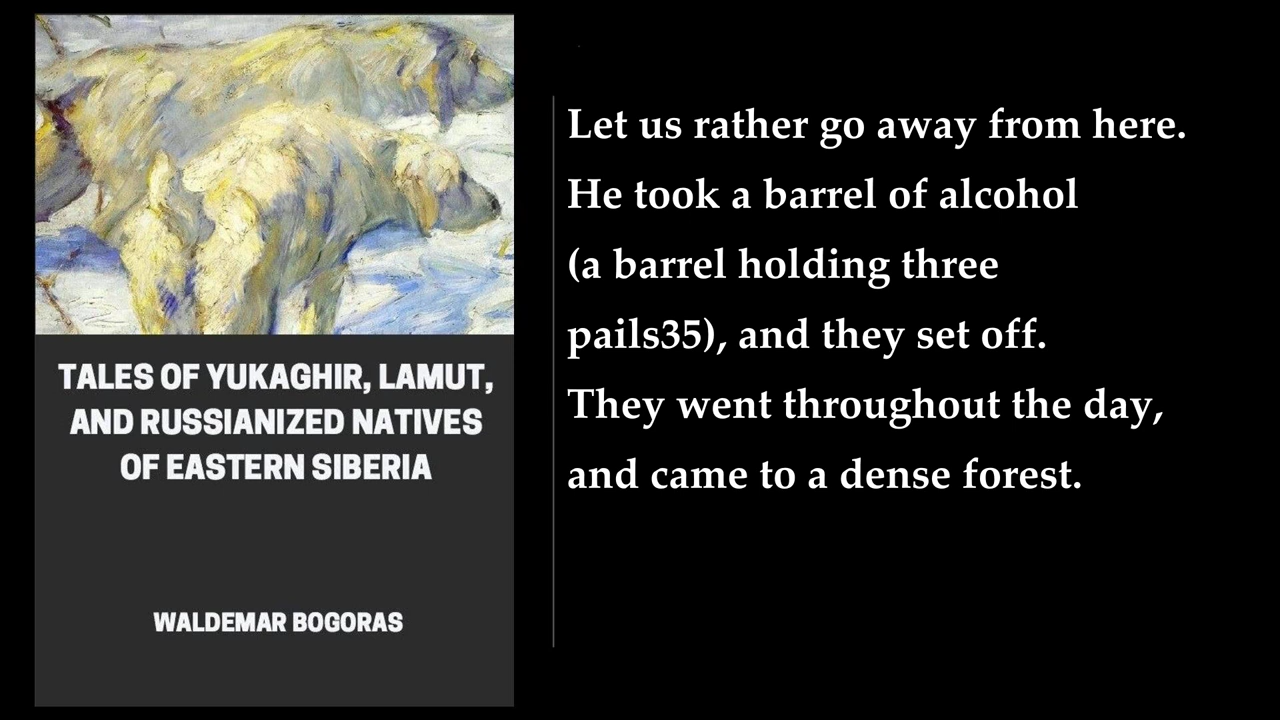 TALES OF YUKAGHIR, LAMUT,
AND RUSSIANIZED NATIVES
OF EASTERN SIBERIA
WALDEMAR BOGORAS
Let us rather go away from here.
He took a barrel of alcohol
(a barrel holding three
pails35), and they set off.
They went throughout the day,
and came to a dense forest.